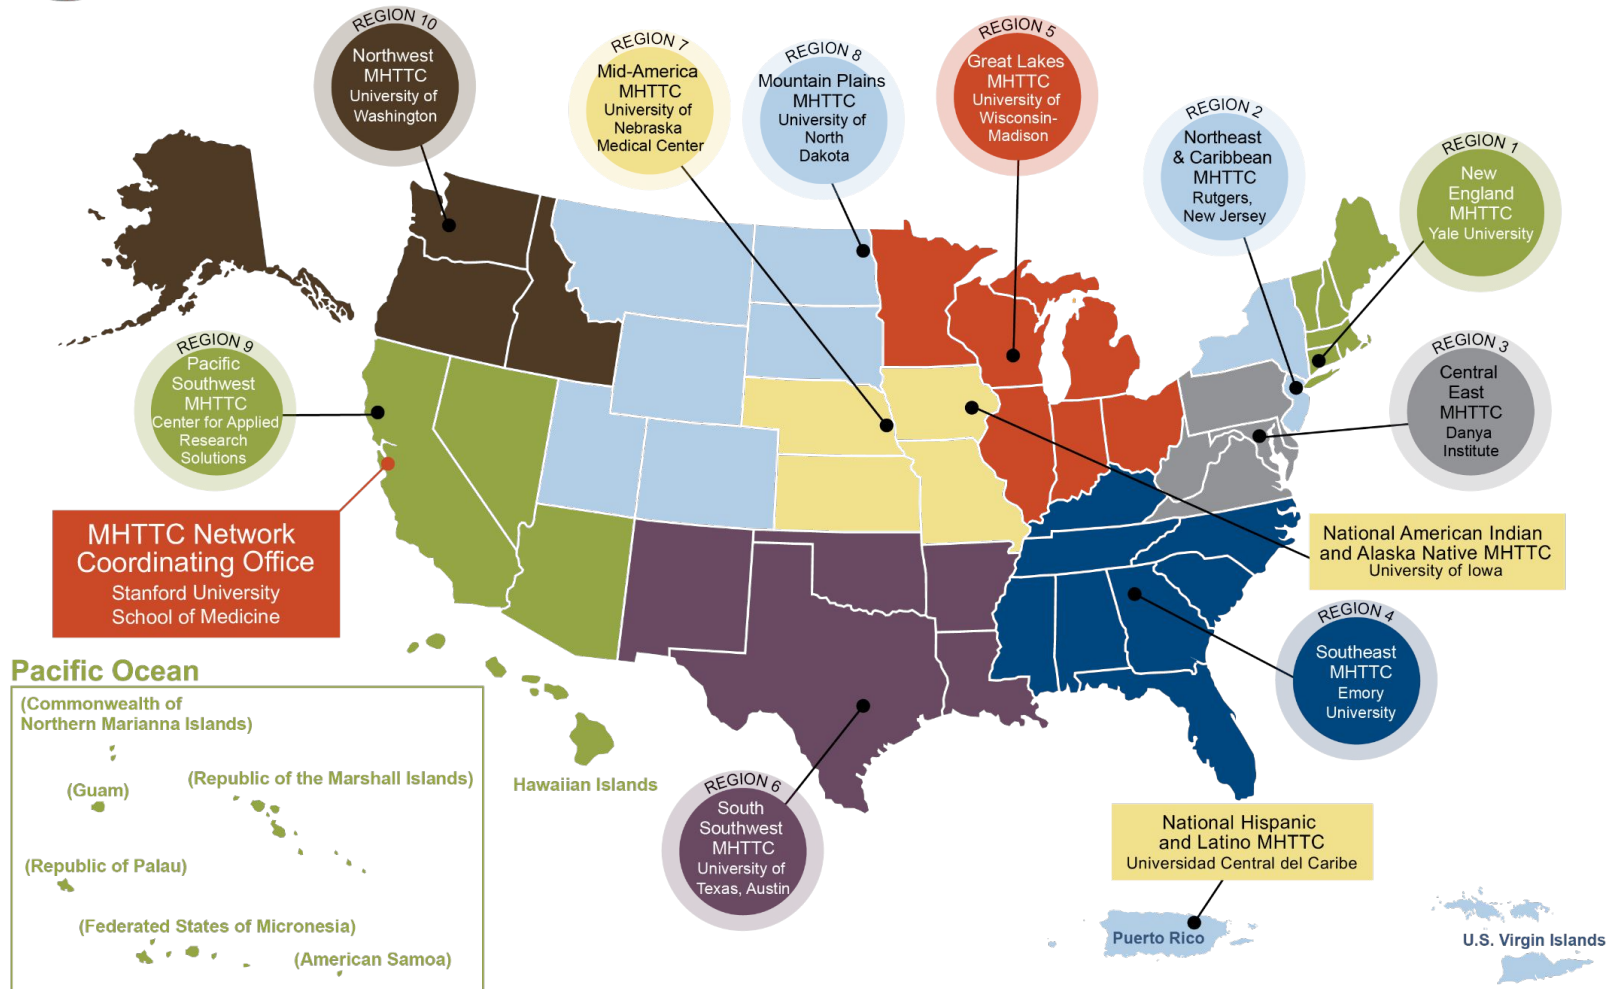 REGION 10
Northwest
MHTTC
University of
Washington
REGION 7
Mid-America
MHTTC
University of
Nebraska
Medical Center
REGION 8
Mountain Plains
MHTTC
University of
North
Dakota
REGION 5
Great Lakes
MHTTC
University of
Wisconsin-
Madison
REGION 2
Northeast
& Caribbean
MHTTC
Rutgers,
New Jersey
REGION 1
New
England
MHTTC
Yale University
REGION 9
Pacific
Southwest
MHTTC
Center for Applied
Research
Solutions
REGION 3
Central
East
MHTTC
Danya
Institute
MHTTC Network
Coordinating Office
Stanford University
School of Medicine
National American Indian
and Alaska Native MHTTC
University of Iowa
REGION 4
Southeast
MHTTC
Emory
University
Pacific Ocean
(Commonwealth of
Northern Marianna Islands)
(Guam)
(Republic of the Marshall Islands)
(Republic of Palau)
(Federated States of Micronesia)
(American Samoa)
Hawaiian Islands
REGION 6
South
Southwest
MHTTC
University of
Texas, Austin
National Hispanic
and Latino MHTTC
Universidad Central del Caribe
Puerto Rico
U.S. Virgin Islands